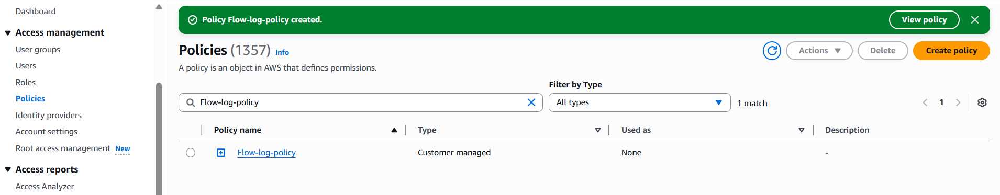 Dashboard
Access management
User groups
Users
Roles
Policies
Identity providers
Account settings
Root access management New
Access reports
Access Analyzer
Policy Flow-log-policy created.
View policy
Policies (1357) Info
Actions
Delete
Create policy
A policy is an object in AWS that defines permissions.
Filter by Type
Flow-log-policy
All types
1 match
1
Policy name Type Used as Description
Flow-log-policy Customer managed None -